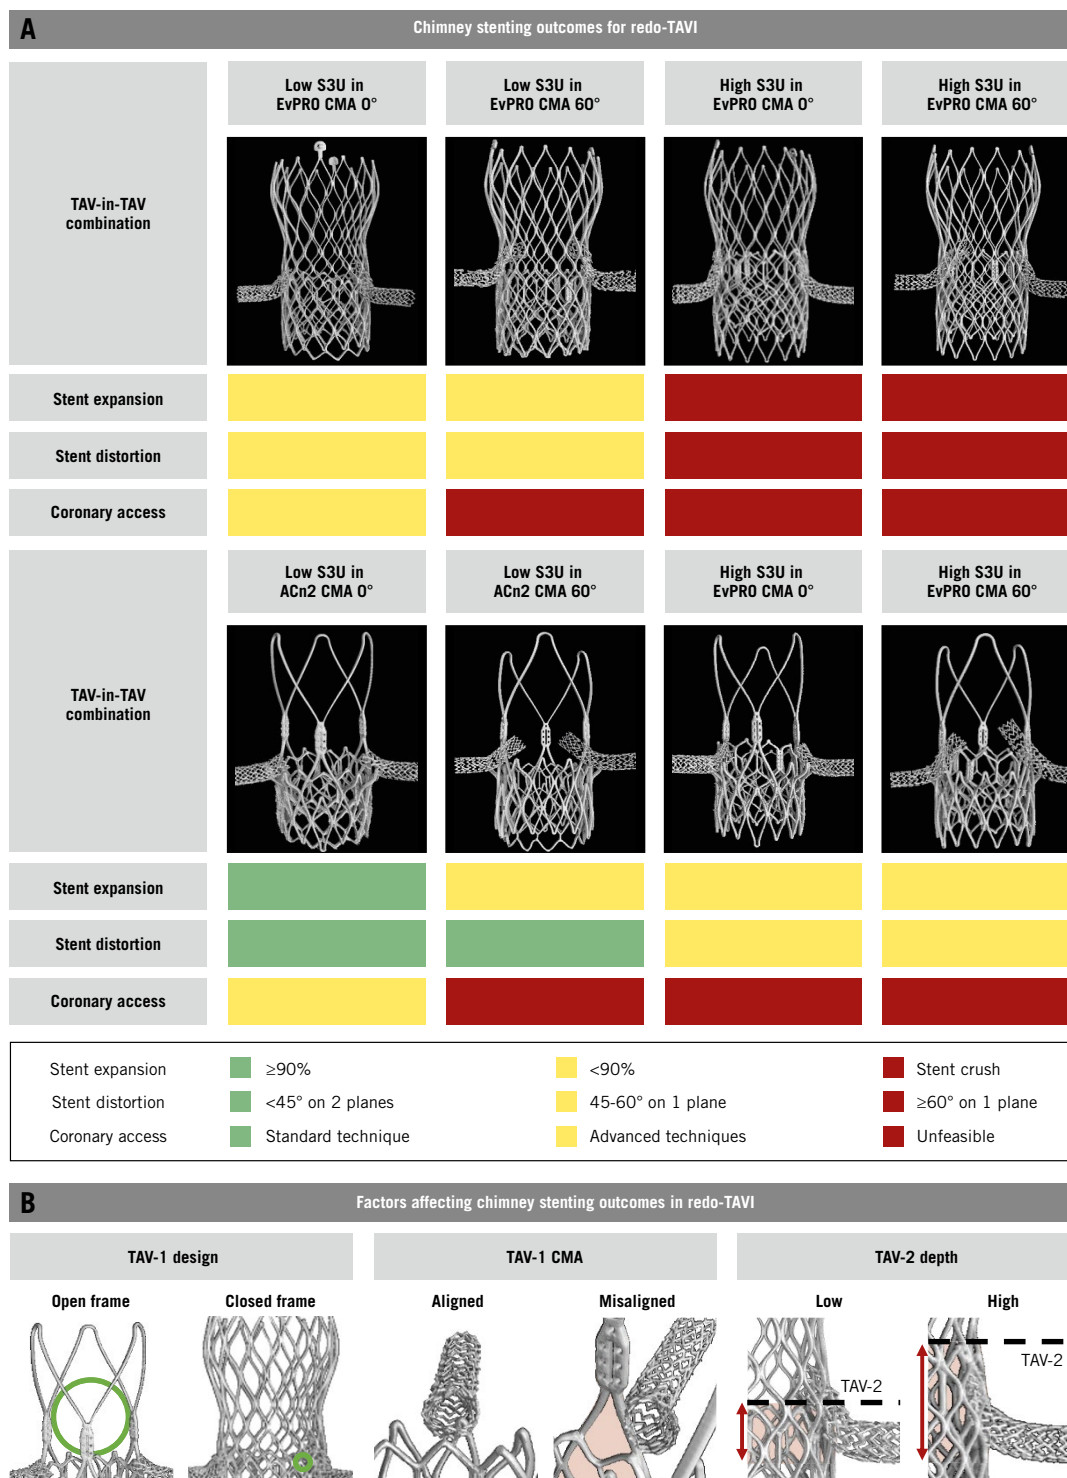 A
Chimney stenting outcomes for redo-TAVI
TAV-in-TAV
combination
Low S3U in
EvPRO CMA 0°
Low S3U in
EvPRO CMA 60°
High S3U in
EvPRO CMA 0°
High S3U in
EvPRO CMA 60°
Stent expansion
Stent distortion
Coronary access
TAV-in-TAV
combination
Low S3U in
ACn2 CMA 0°
Low S3U in
ACn2 CMA 60°
High S3U in
EvPRO CMA 0°
High S3U in
EvPRO CMA 60°
Stent expansion
Stent distortion
Coronary access
Stent expansion ≥90% <90% Stent crush
Stent distortion <45° on 2 planes 45-60° on 1 plane ≥60° on 1 plane
Coronary access Standard technique Advanced techniques Unfeasible
B
Factors affecting chimney stenting outcomes in redo-TAVI
TAV-1 design
Open frame
Closed frame
TAV-1 CMA
Aligned
Misaligned
TAV-2 depth
Low
High
TAV-2
TAV-2